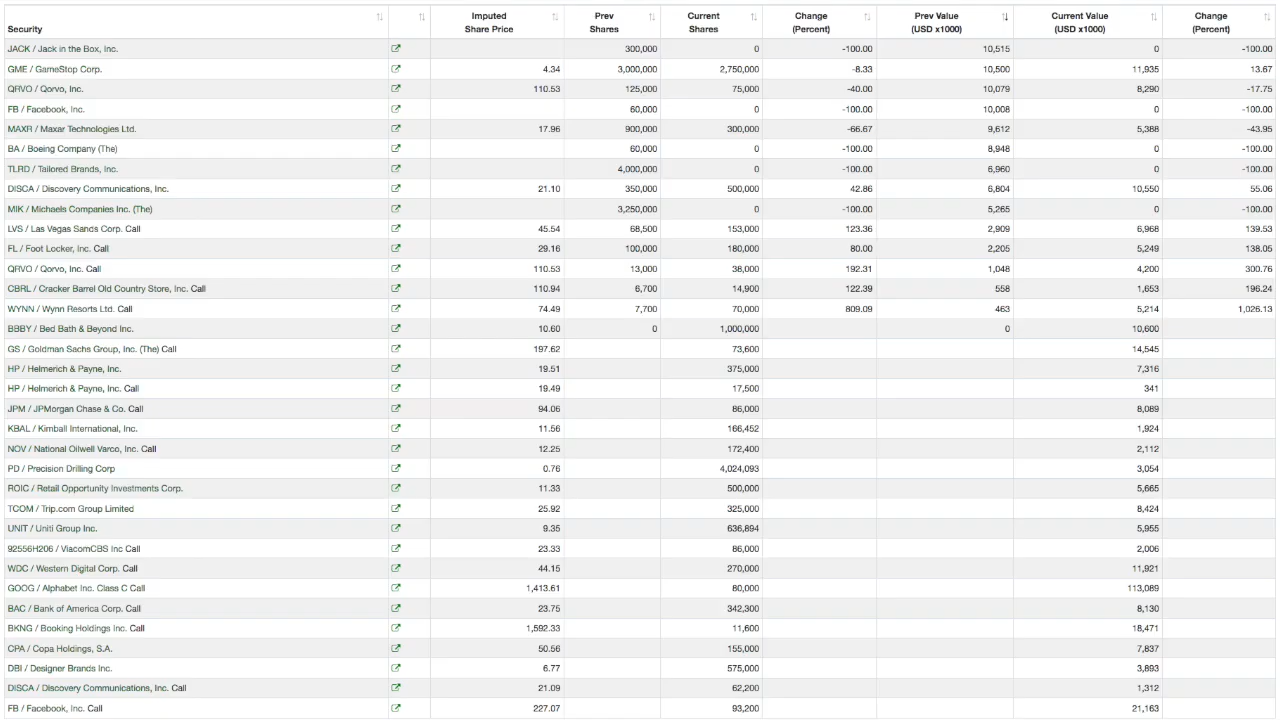 Security Imputed Share Price Prev Shares Current Shares Change (Percent) Prev Value (USD x1000) Current Value (USD x1000) Change (Percent)
JACK / Jack in the Box, Inc. 300,000 0 -100.00 10,515 0 -100.00
GME / GameStop Corp. 4.34 3,000,000 2,750,000 -8.33 10,500 11,935 13.67
QRVO / Qorvo, Inc. 110.53 125,000 75,000 -40.00 10,079 8,290 -17.75
FB / Facebook, Inc. 60,000 0 -100.00 10,008 0 -100.00
MAXR / Maxar Technologies Ltd. 17.96 900,000 300,000 -66.67 9,612 5,388 -43.95
BA / Boeing Company (The) 60,000 0 -100.00 8,948 0 -100.00
TLRD / Tailored Brands, Inc. 4,000,000 0 -100.00 6,960 0 -100.00
DISCA / Discovery Communications, Inc. 21.10 350,000 500,000 42.86 6,804 10,550 55.06
MIK / Michaels Companies Inc. (The) 3,250,000 0 -100.00 5,265 0 -100.00
LVS / Las Vegas Sands Corp. Call 45.54 68,500 153,000 123.36 2,909 6,968 139.53
FL / Foot Locker, Inc. Call 29.16 100,000 180,000 80.00 2,205 5,249 138.05
QRVO / Qorvo, Inc. Call 110.53 13,000 38,000 192.31 1,048 4,200 300.76
CBRL / Cracker Barrel Old Country Store, Inc. Call 110.94 6,700 14,900 122.39 558 1,653 196.24
WYNN / Wynn Resorts Ltd. Call 74.49 7,700 70,000 809.09 463 5,214 1,026.13
BBBY / Bed Bath & Beyond Inc. 10.60 0 1,000,000 0 10,600
GS / Goldman Sachs Group, Inc. (The) Call 197.62 73,600 14,545
HP / Helmerich & Payne, Inc. 19.51 375,000 7,316
HP / Helmerich & Payne, Inc. Call 19.49 17,500 341
JPM / JPMorgan Chase & Co. Call 94.06 86,000 8,089
KBAL / Kimball International, Inc. 11.56 166,452 1,924
NOV / National Oilwell Varco, Inc. Call 12.25 172,400 2,112
PD / Precision Drilling Corp 0.76 4,024,093 3,054
ROIC / Retail Opportunity Investments Corp. 11.33 500,000 5,665
TCOM / Trip.com Group Limited 25.92 325,000 8,424
UNIT / Uniti Group Inc. 9.35 636,894 5,955
92556H206 / ViacomCBS Inc Call 23.33 86,000 2,006
WDC / Western Digital Corp. Call 44.15 270,000 11,921
GOOG / Alphabet Inc. Class C Call 1,413.61 80,000 113,089
BAC / Bank of America Corp. Call 23.75 342,300 8,130
BKNG / Booking Holdings Inc. Call 1,592.33 11,600 18,471
CPA / Copa Holdings, S.A. 50.56 155,000 7,837
DBI / Designer Brands Inc. 6.77 575,000 3,893
DISCA / Discovery Communications, Inc. Call 21.09 62,200 1,312
FB / Facebook, Inc. Call 227.07 93,200 21,163